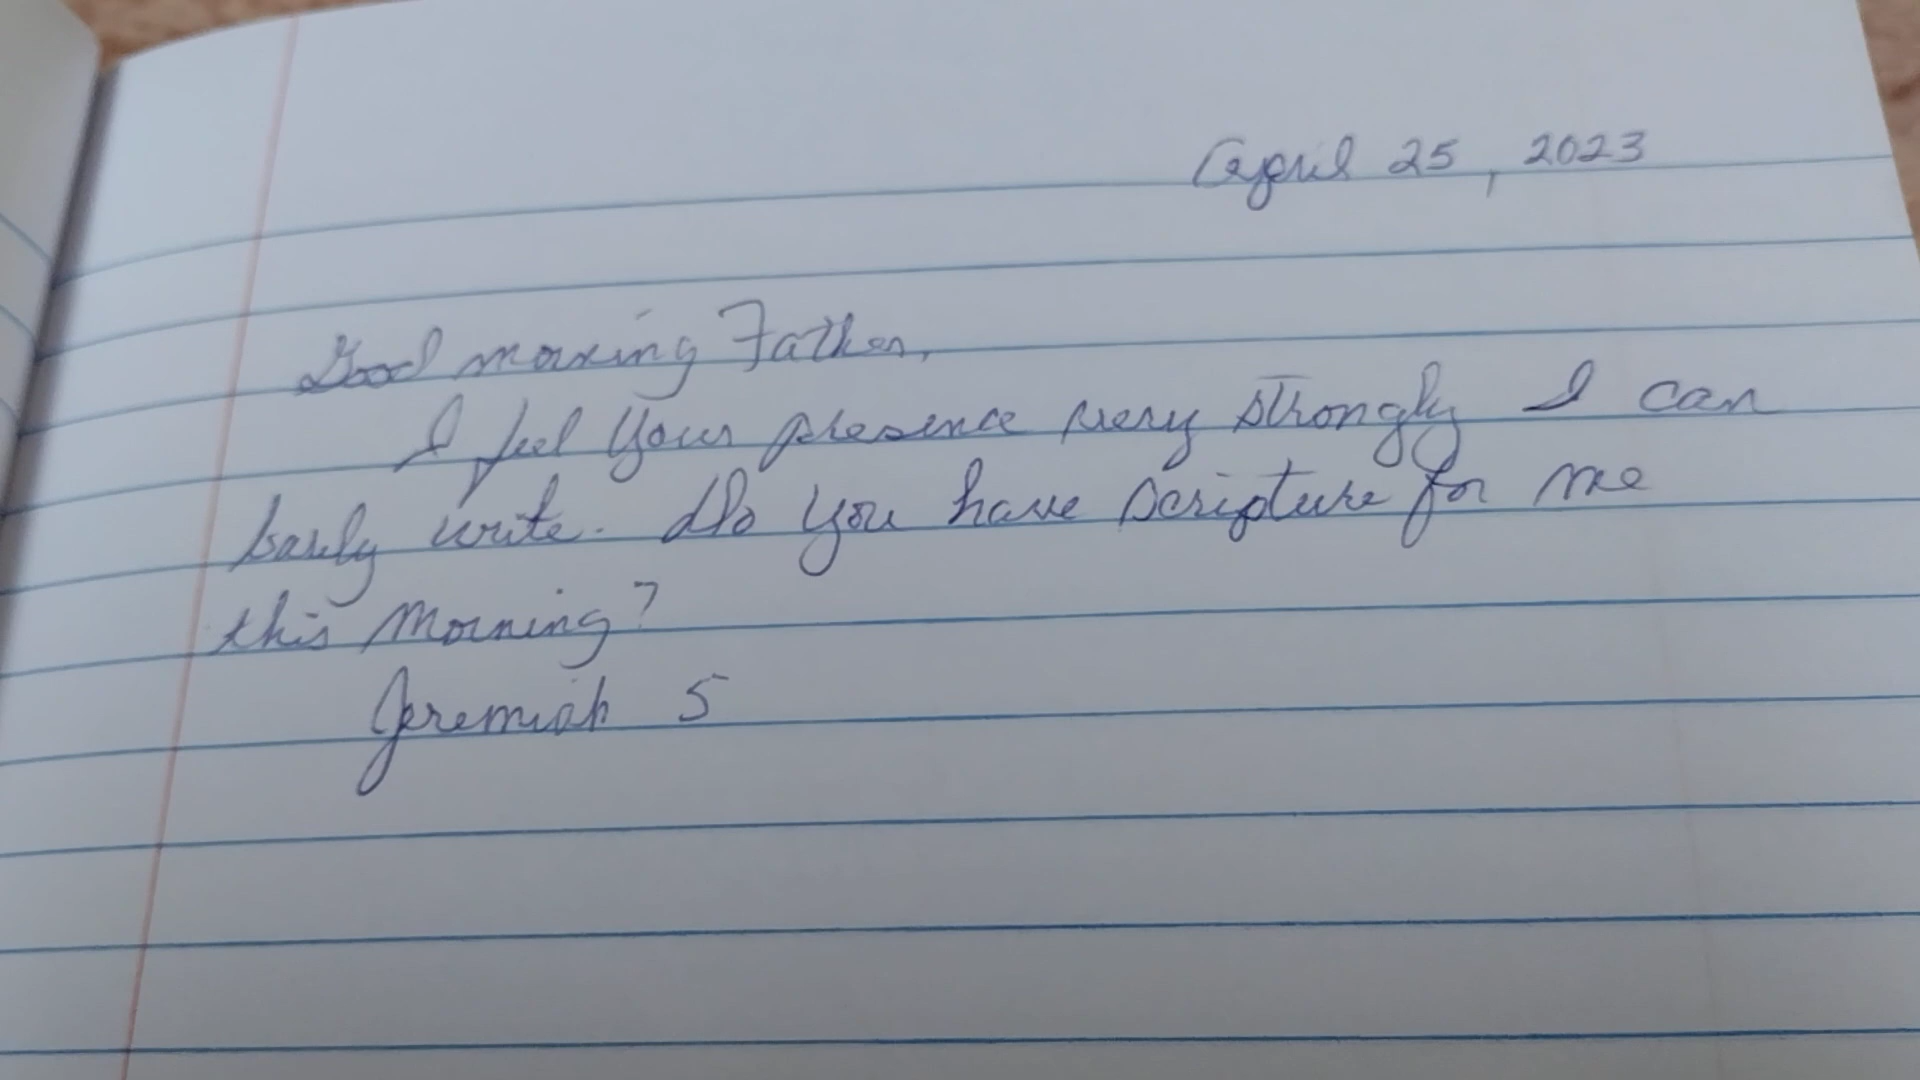 April 25, 2023
Good morning Father,
I feel Your presence very strongly I can
barely write. Do You have scripture for me
this morning?
Jeremiah 5